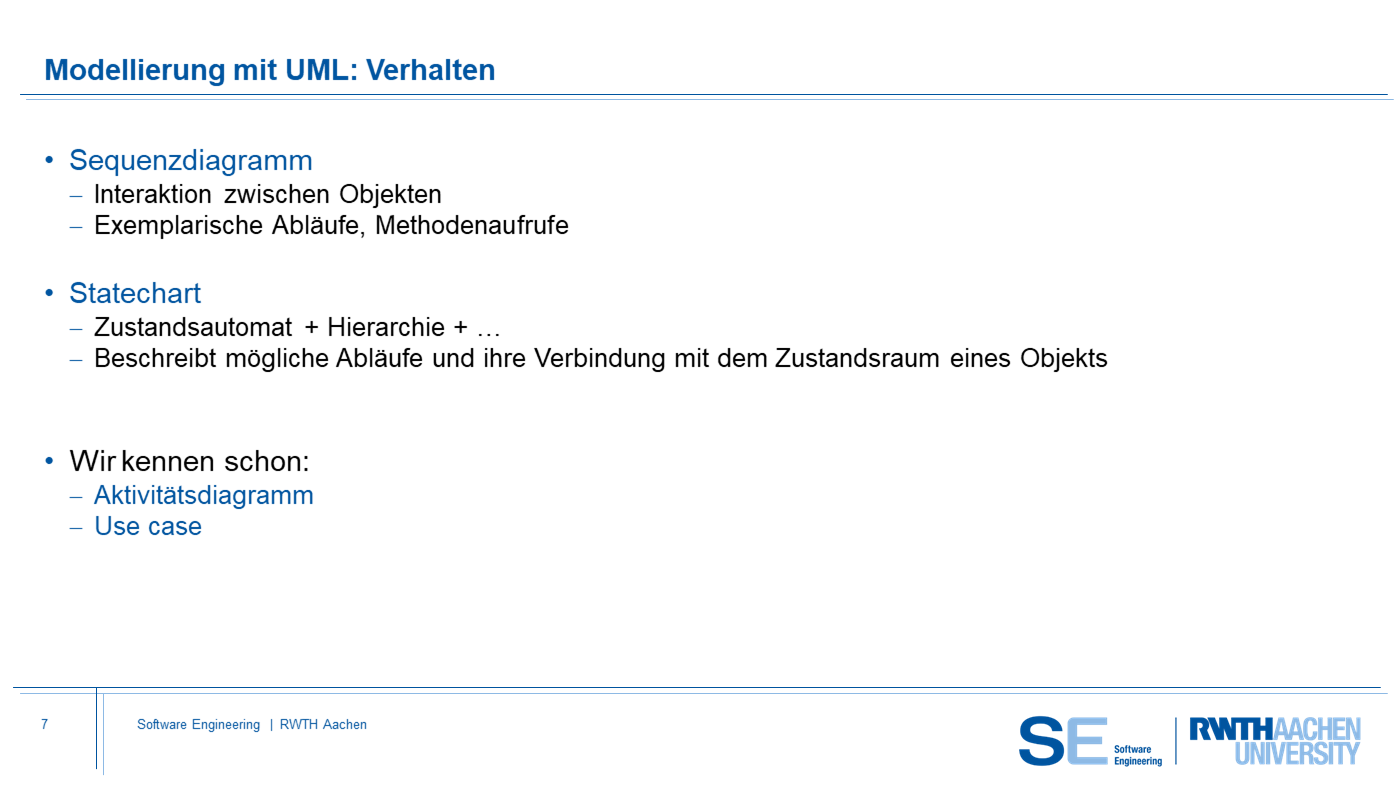 Modellierung mit UML: Verhalten
• Sequenzdiagramm
– Interaktion zwischen Objekten
– Exemplarische Abläufe, Methodenaufrufe
• Statechart
– Zustandsautomat + Hierarchie + …
– Beschreibt mögliche Abläufe und ihre Verbindung mit dem Zustandsraum eines Objekts
• Wir kennen schon:
– Aktivitätsdiagramm
– Use case
7
Software Engineering | RWTH Aachen
SE
Software
Engineering
RWTHAACHEN
UNIVERSITY